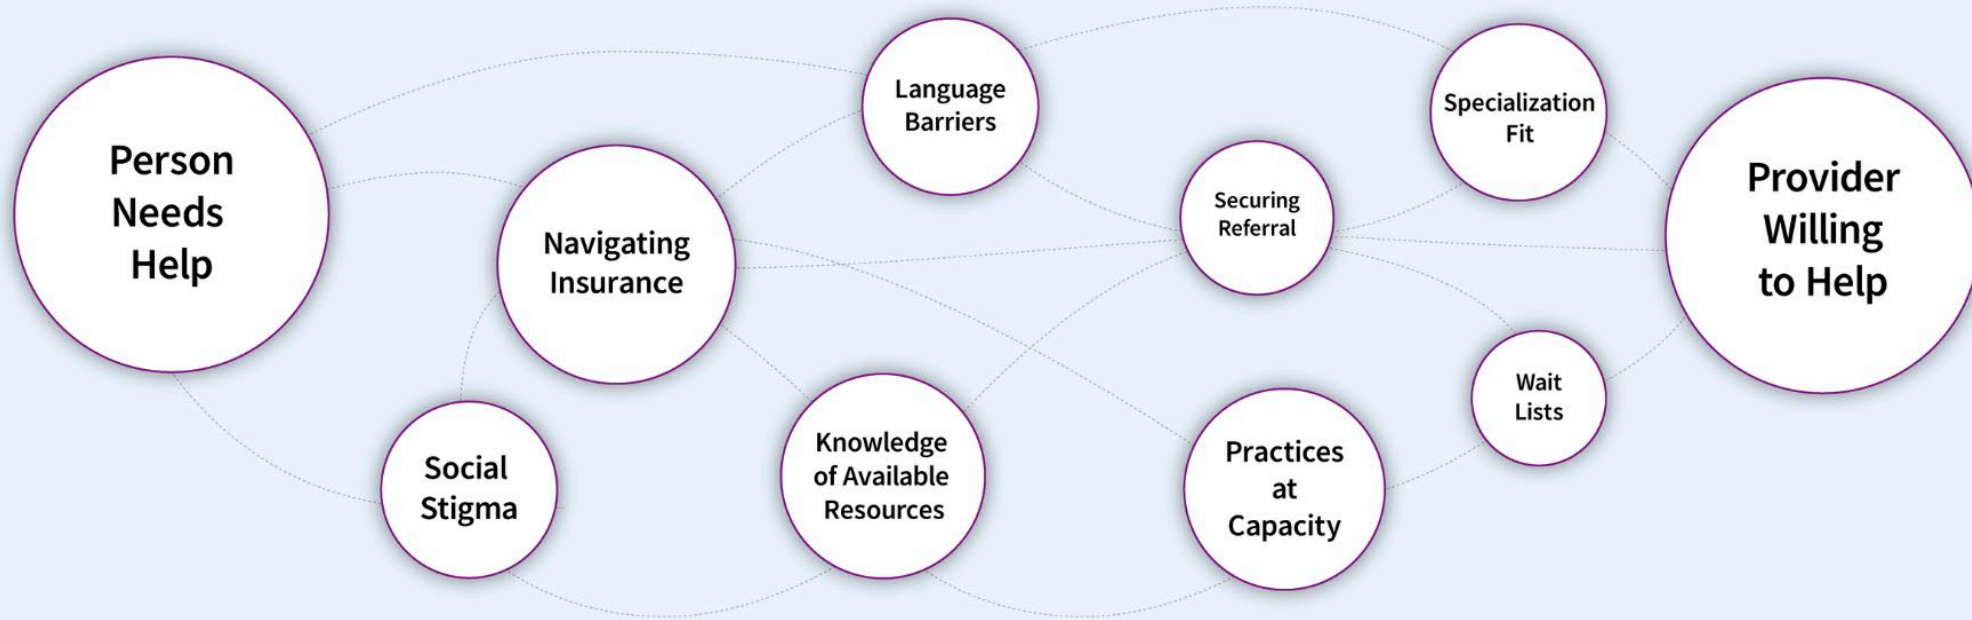 Person
Needs
Help
Navigating
Insurance
Social
Stigma
Language
Barriers
Knowledge
of Available
Resources
Securing
Referral
Practices
at
Capacity
Specialization
Fit
Wait
Lists
Provider
Willing
to Help